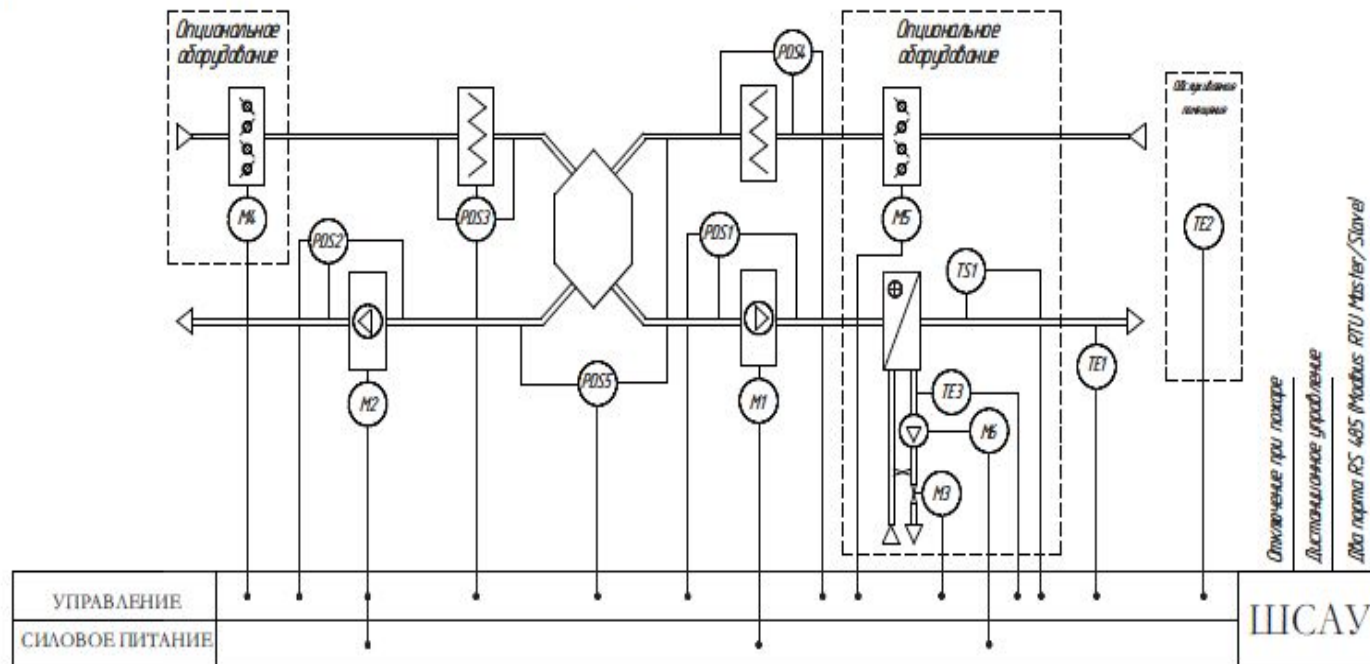 Опциональное
оборудование
Опциональное
оборудование
PDS4
Обслуживаемое
помещение
M4
PDS3
M5
PDS2
PDS1
TE2
TS1
TE1
PDS5
M2
M1
TE3
M6
M3
Отключение при пожаре
Дистанционное управление
Два порта RS 485 (Modbus RTU Master/Slave)
УПРАВЛЕНИЕ
СИЛОВОЕ ПИТАНИЕ
ШСАУ